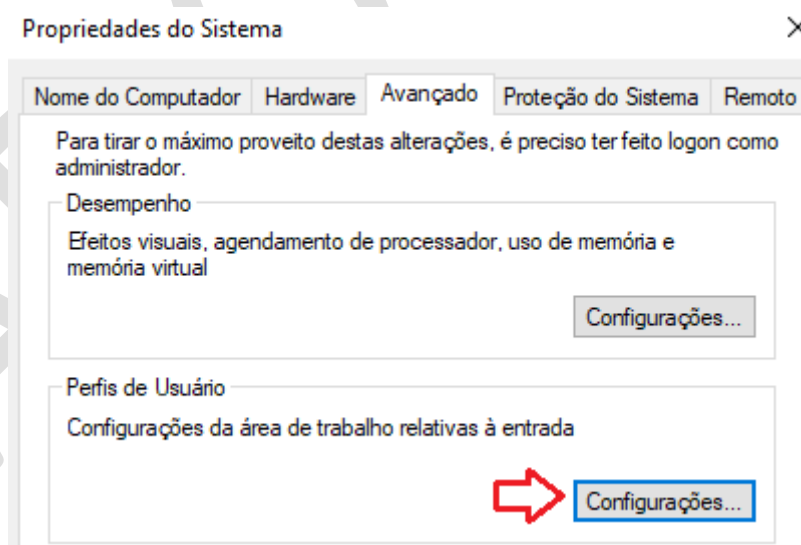 Propriedades do Sistema
Nome do Computador Hardware Avançado Proteção do Sistema Remoto
Para tirar o máximo proveito destas alterações, é preciso ter feito logon como
administrador.
Desempenho
Efeitos visuais, agendamento de processador, uso de memória e
memória virtual
Configurações...
Perfis de Usuário
Configurações da área de trabalho relativas à entrada
Configurações...